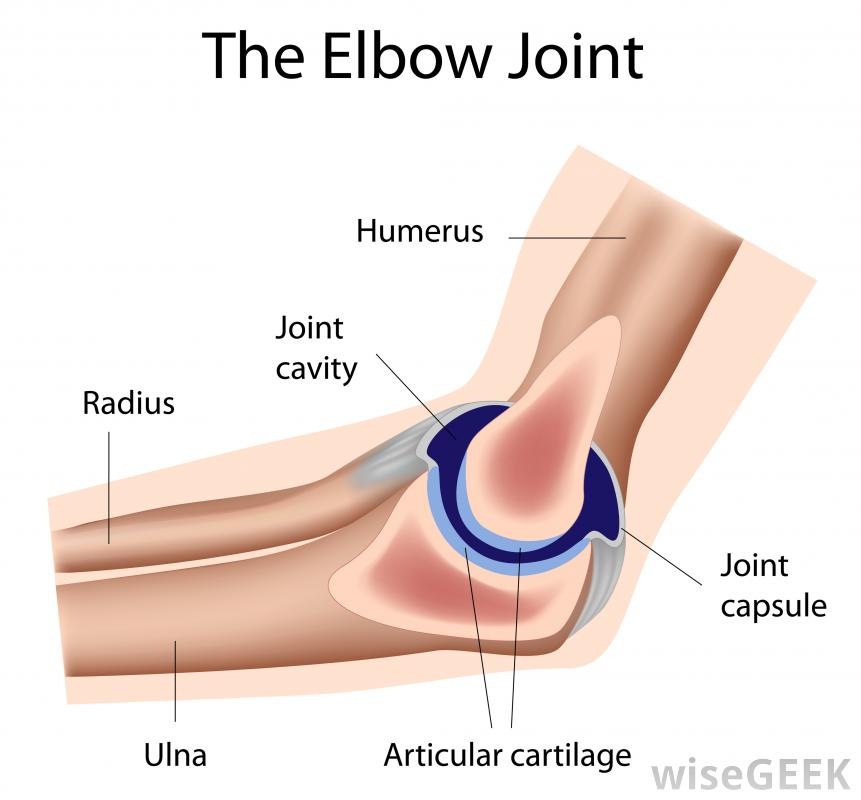 The Elbow Joint
Humerus
Joint
cavity
Radius
Joint
capsule
Ulna
Articular cartilage
wiseGEEK